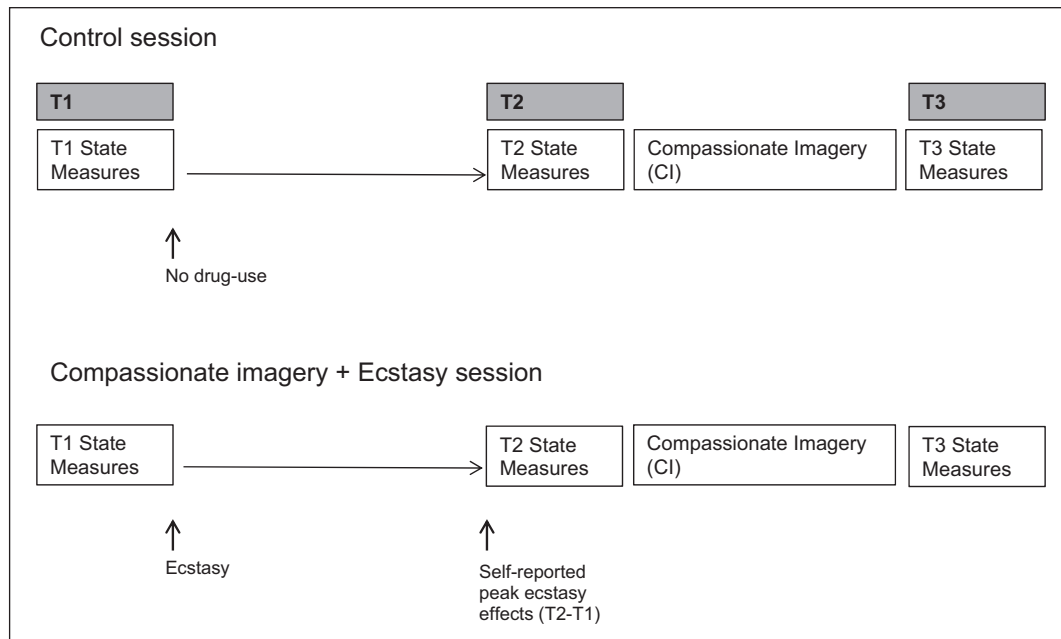 Control session
T1
T2
T3
T1 State
Measures
T2 State
Measures
Compassionate Imagery
(CI)
T3 State
Measures
No drug-use
Compassionate imagery + Ecstasy session
T1 State
Measures
T2 State
Measures
Compassionate Imagery
(CI)
T3 State
Measures
Ecstasy
Self-reported
peak ecstasy
effects (T2-T1)